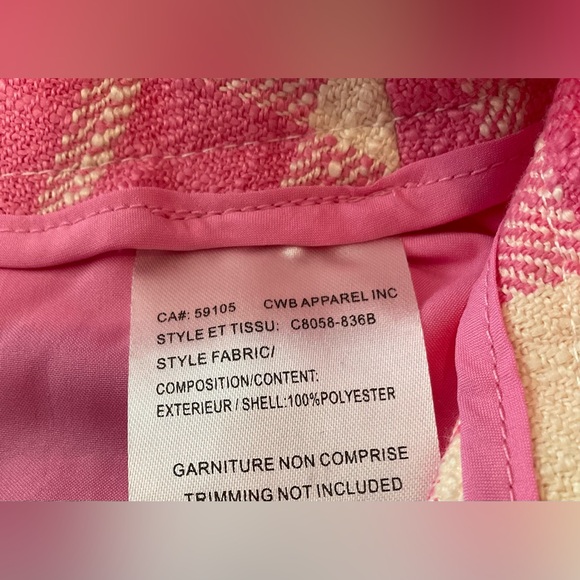 CA#: 59105 CWB APPAREL INC
STYLE ET TISSU: C8058-836B
STYLE FABRIC/
COMPOSITION/CONTENT:
EXTERIEUR / SHELL:100%POLYESTER
GARNITURE NON COMPRISE
TRIMMING NOT INCLUDED